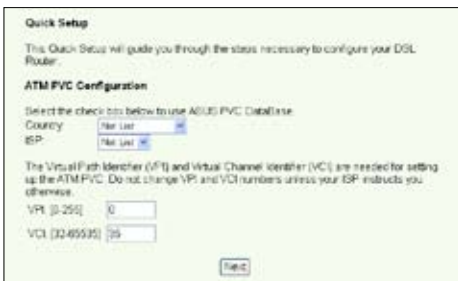 Quick Setup
This Quick Setup will guide you through the steps necessary to configure your DSL
Router.
ATM PVC Configuration
Select the check box below to use ASUS PVC DataBase
Country: Not List
ISP: Not List
The Virtual Path Identifier (VPI) and Virtual Channel Identifier (VCI) are needed for setting
up the ATM PVC. Do not change VPI and VCI numbers unless your ISP instructs you
otherwise.
VPI: [0-255] 0
VCI: [32-65535] 35
Next